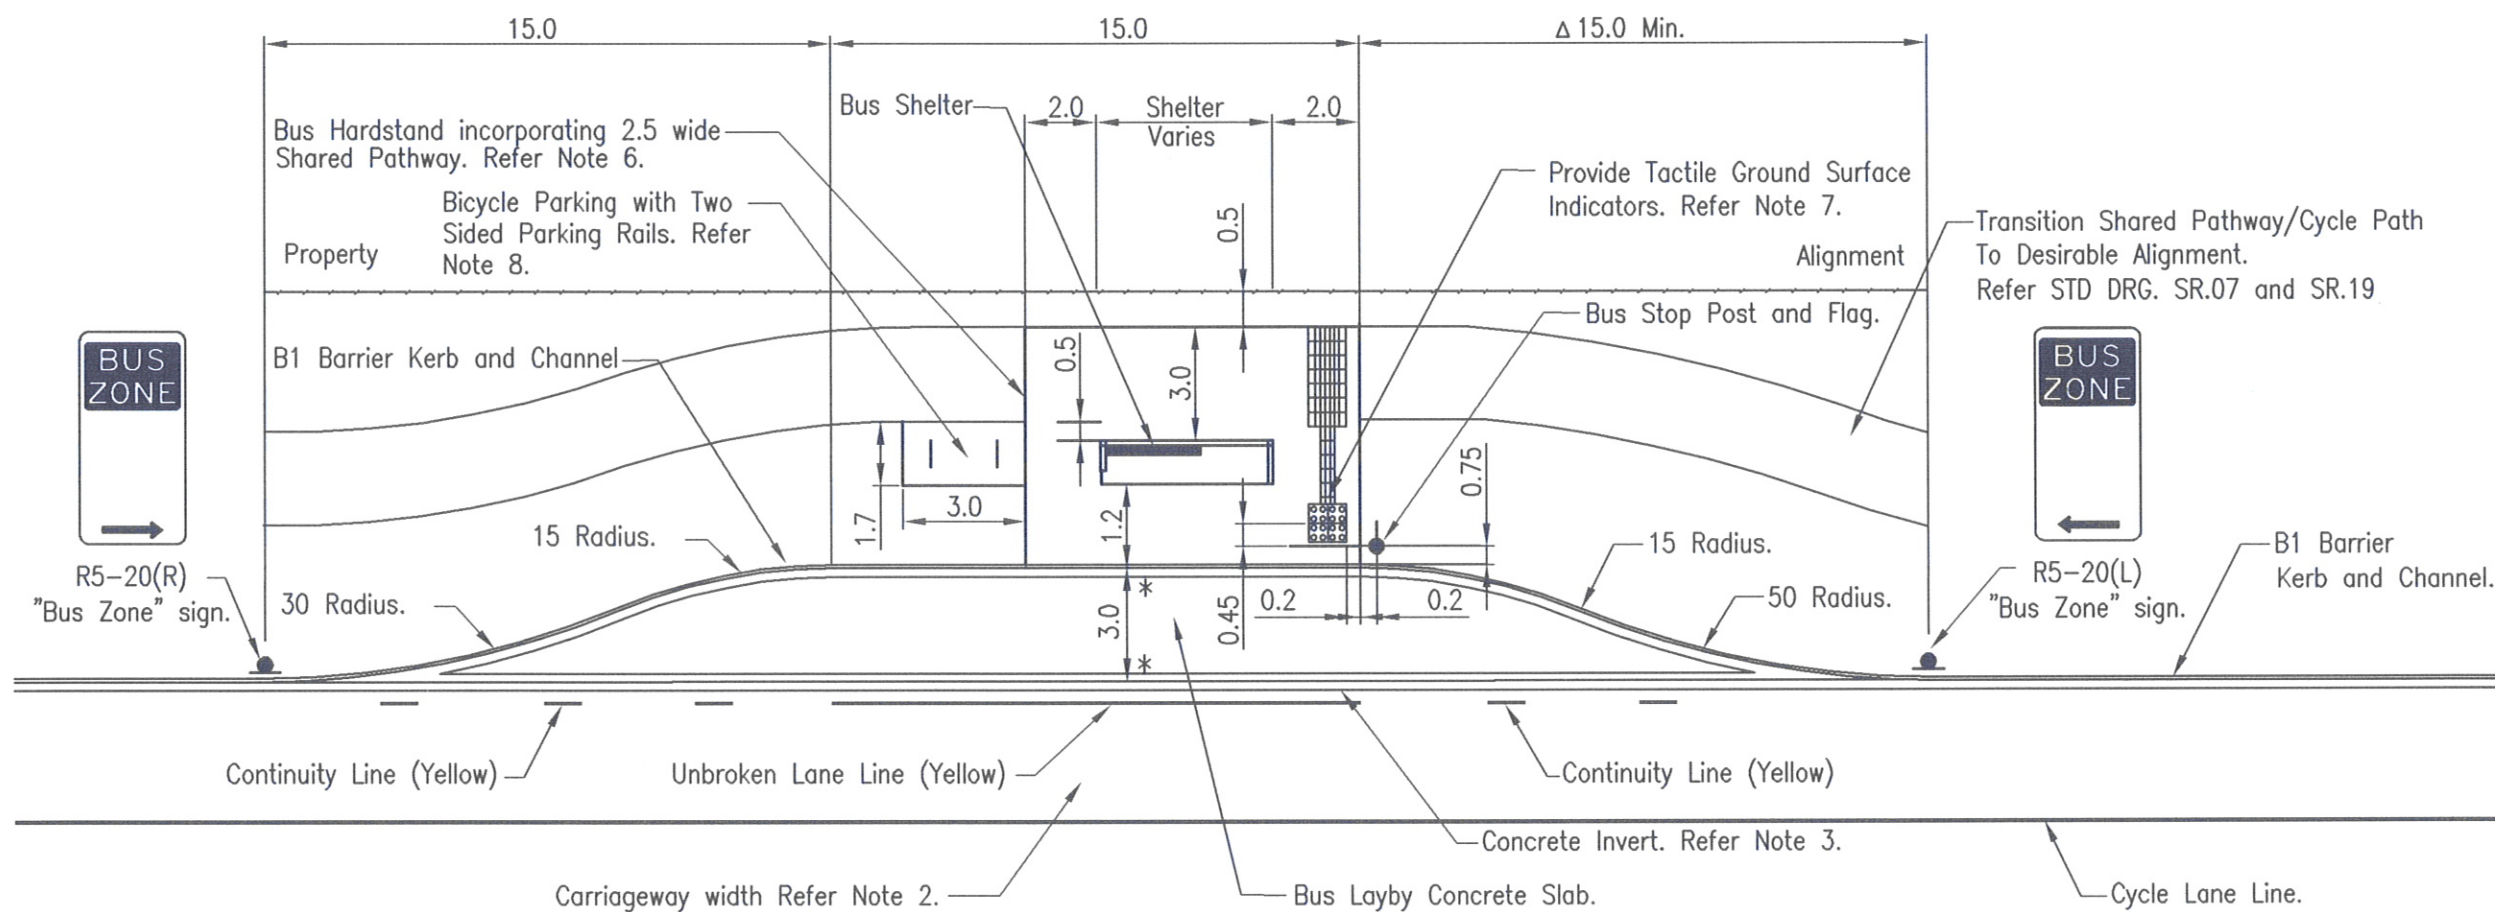 15.0
15.0
Δ 15.0 Min.
Bus Shelter
2.0
Shelter
Varies
2.0
Bus Hardstand incorporating 2.5 wide
Shared Pathway. Refer Note 6.
Bicycle Parking with Two
Sided Parking Rails. Refer
Note 8.
Provide Tactile Ground Surface
Indicators. Refer Note 7.
0.5
Transition Shared Pathway/Cycle Path
To Desirable Alignment.
Refer STD DRG. SR.07 and SR.19
Property
Alignment
Bus Stop Post and Flag.
BUS
ZONE
B1 Barrier Kerb and Channel
0.5
3.0
BUS
ZONE
0.75
3.0
1.7
1.2
15 Radius.
15 Radius.
B1 Barrier
Kerb and Channel.
R5-20(R)
"Bus Zone" sign.
30 Radius.
*
3.0
*
0.45
0.2
0.2
50 Radius.
R5-20(L)
"Bus Zone" sign.
Continuity Line (Yellow)
Unbroken Lane Line (Yellow)
Continuity Line (Yellow)
Concrete Invert. Refer Note 3.
Carriageway width Refer Note 2.
Bus Layby Concrete Slab.
Cycle Lane Line.